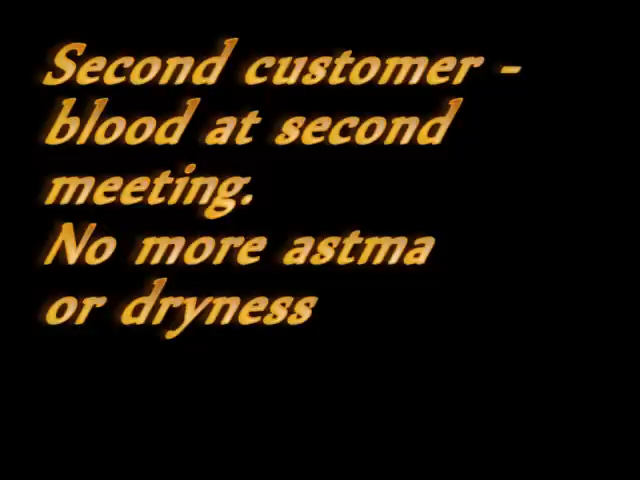 Second customer -
blood at second
meeting.
No more astma
or dryness